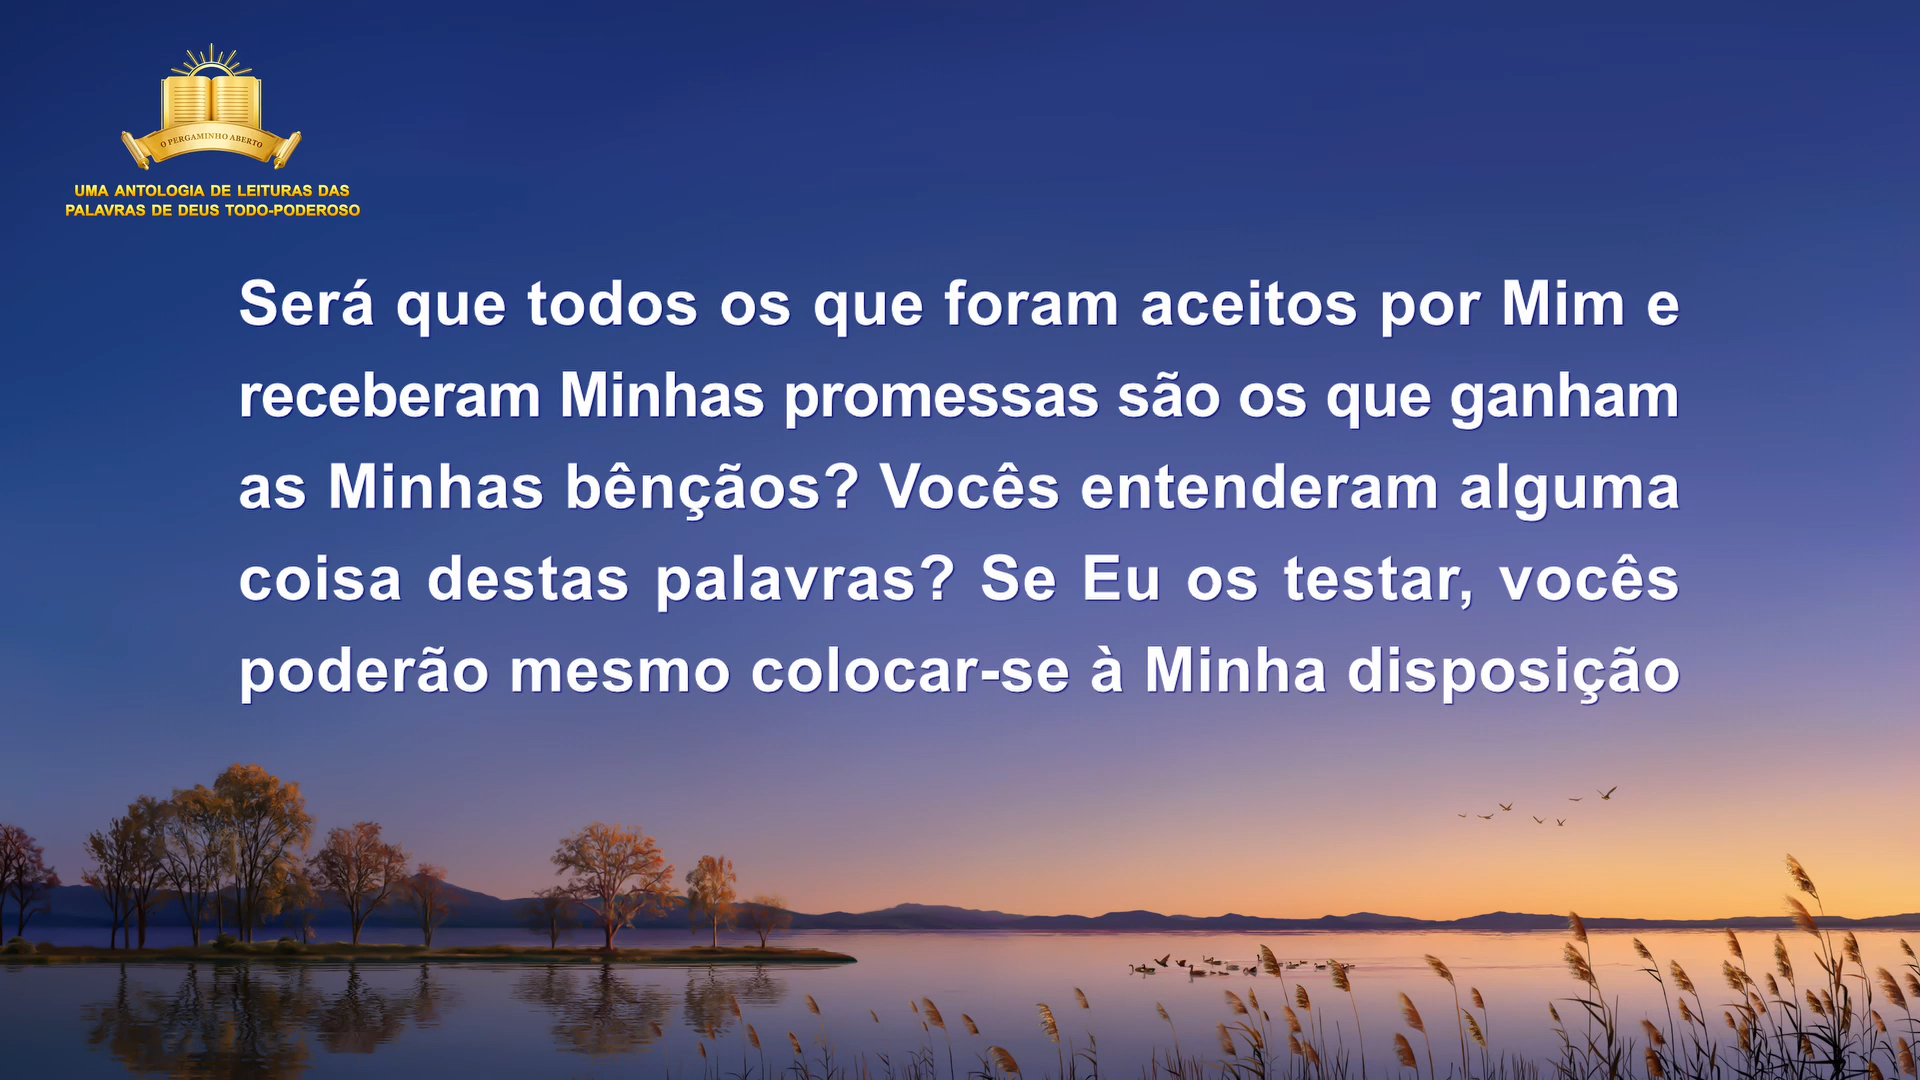 O PERGAMINHO ABERTO
UMA ANTOLOGIA DE LEITURAS DAS
PALAVRAS DE DEUS TODO-PODEROSO
Será que todos os que foram aceitos por Mim e
receberam Minhas promessas são os que ganham
as Minhas bênçãos? Vocês entenderam alguma
coisa destas palavras? Se Eu os testar, vocês
poderão mesmo colocar-se à Minha disposição